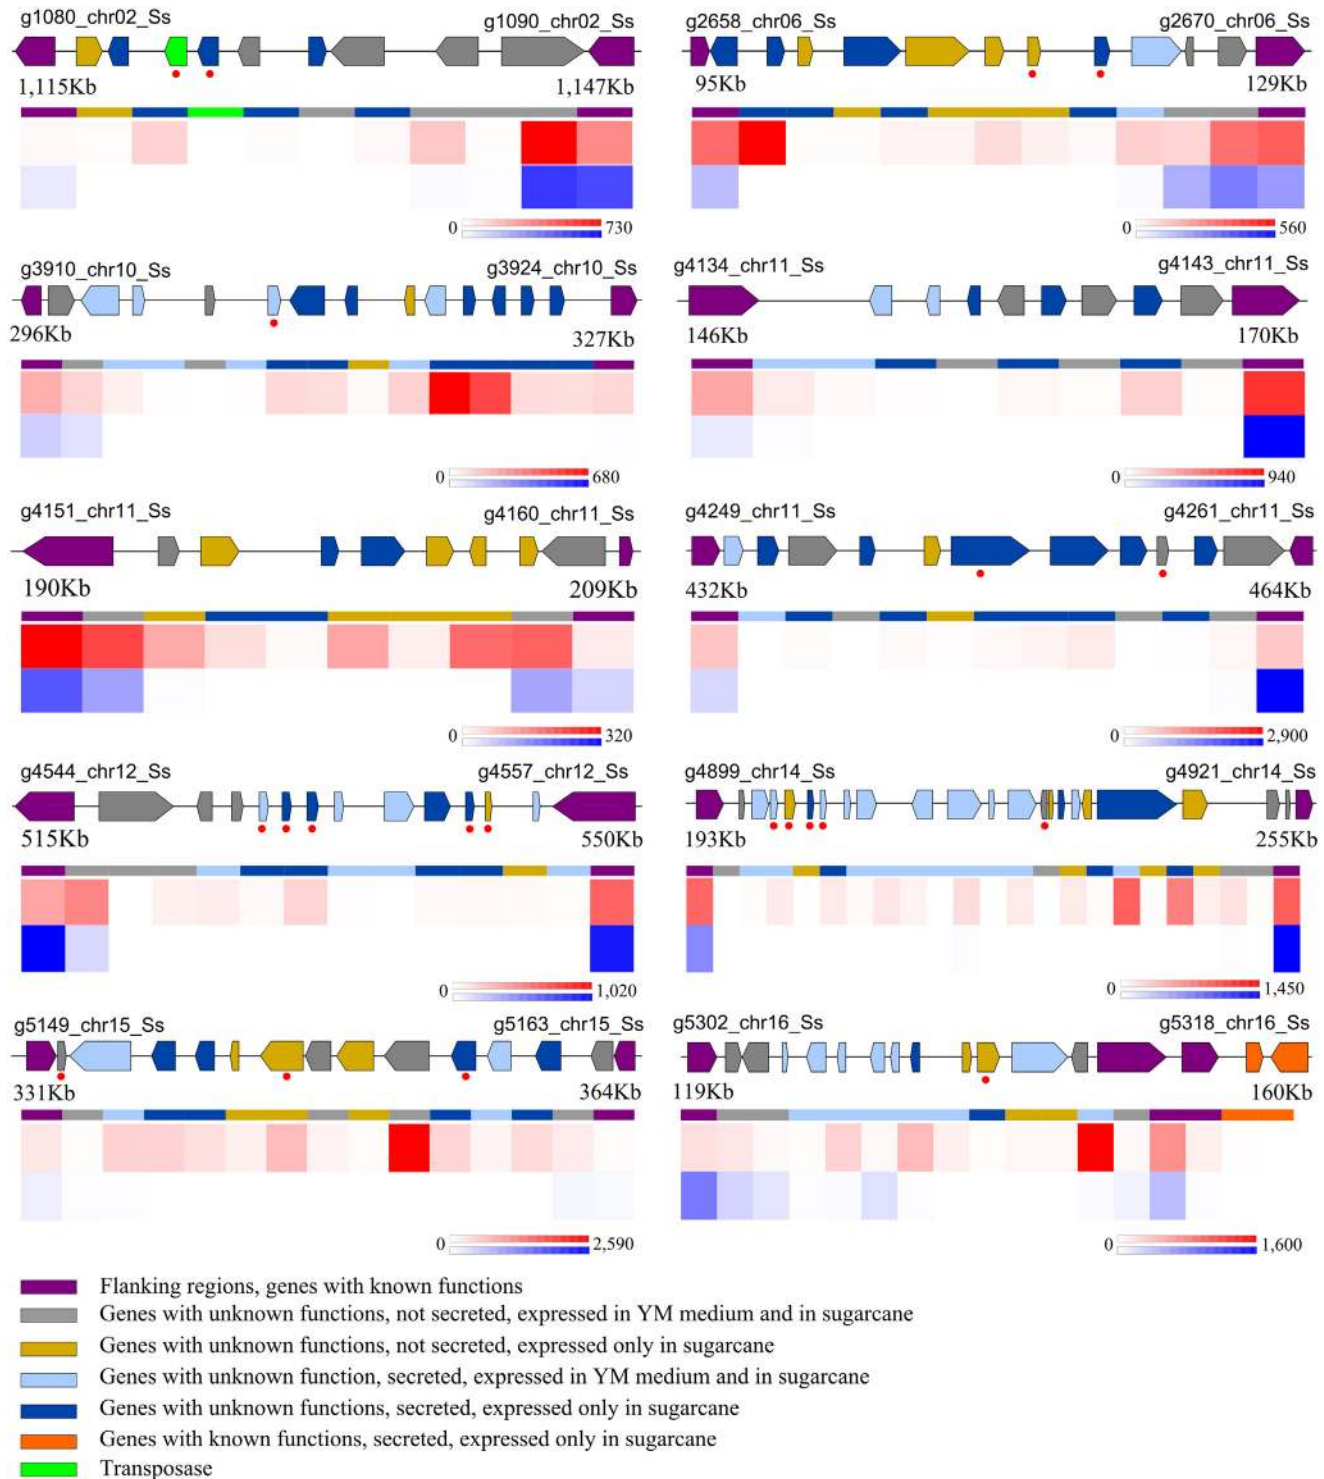 g1080_chr02_Ss g1090_chr02_Ss
1,115Kb 1,147Kb
0 730
g2658_chr06_Ss g2670_chr06_Ss
95Kb 129Kb
0 560
g3910_chr10_Ss g3924_chr10_Ss
296Kb 327Kb
0 680
g4134_chr11_Ss g4143_chr11_Ss
146Kb 170Kb
0 940
g4151_chr11_Ss g4160_chr11_Ss
190Kb 209Kb
0 320
g4249_chr11_Ss g4261_chr11_Ss
432Kb 464Kb
0 2,900
g4544_chr12_Ss g4557_chr12_Ss
515Kb 550Kb
0 1,020
g4899_chr14_Ss g4921_chr14_Ss
193Kb 255Kb
0 1,450
g5149_chr15_Ss g5163_chr15_Ss
331Kb 364Kb
0 2,590
g5302_chr16_Ss g5318_chr16_Ss
119Kb 160Kb
0 1,600
Flanking regions, genes with known functions
Genes with unknown functions, not secreted, expressed in YM medium and in sugarcane
Genes with unknown functions, not secreted, expressed only in sugarcane
Genes with unknown function, secreted, expressed in YM medium and in sugarcane
Genes with unknown functions, secreted, expressed only in sugarcane
Genes with known functions, secreted, expressed only in sugarcane
Transposase